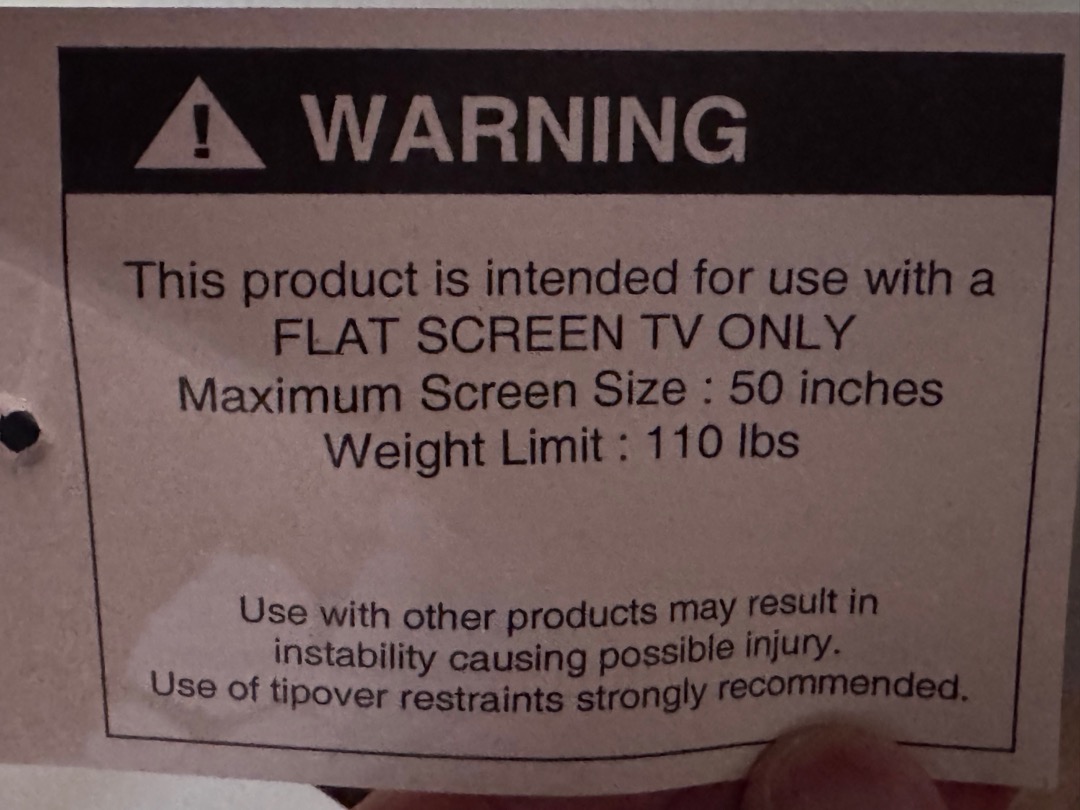 WARNING
This product is intended for use with a
FLAT SCREEN TV ONLY
Maximum Screen Size : 50 inches
Weight Limit : 110 lbs
Use with other products may result in
instability causing possible injury.
Use of tipover restraints strongly recommended.